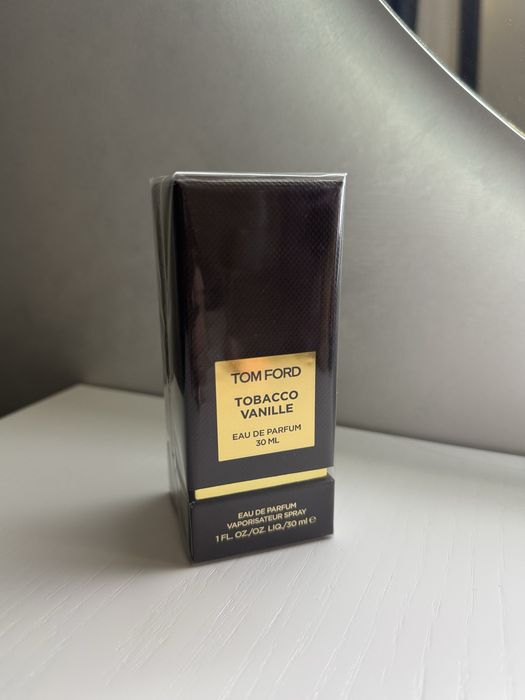 TOM FORD
TOBACCO
VANILLE
EAU DE PARFUM
30 ML
EAU DE PARFUM
VAPORISATEUR SPRAY
1 FL. OZ./OZ. LIQ./30 ml ℮